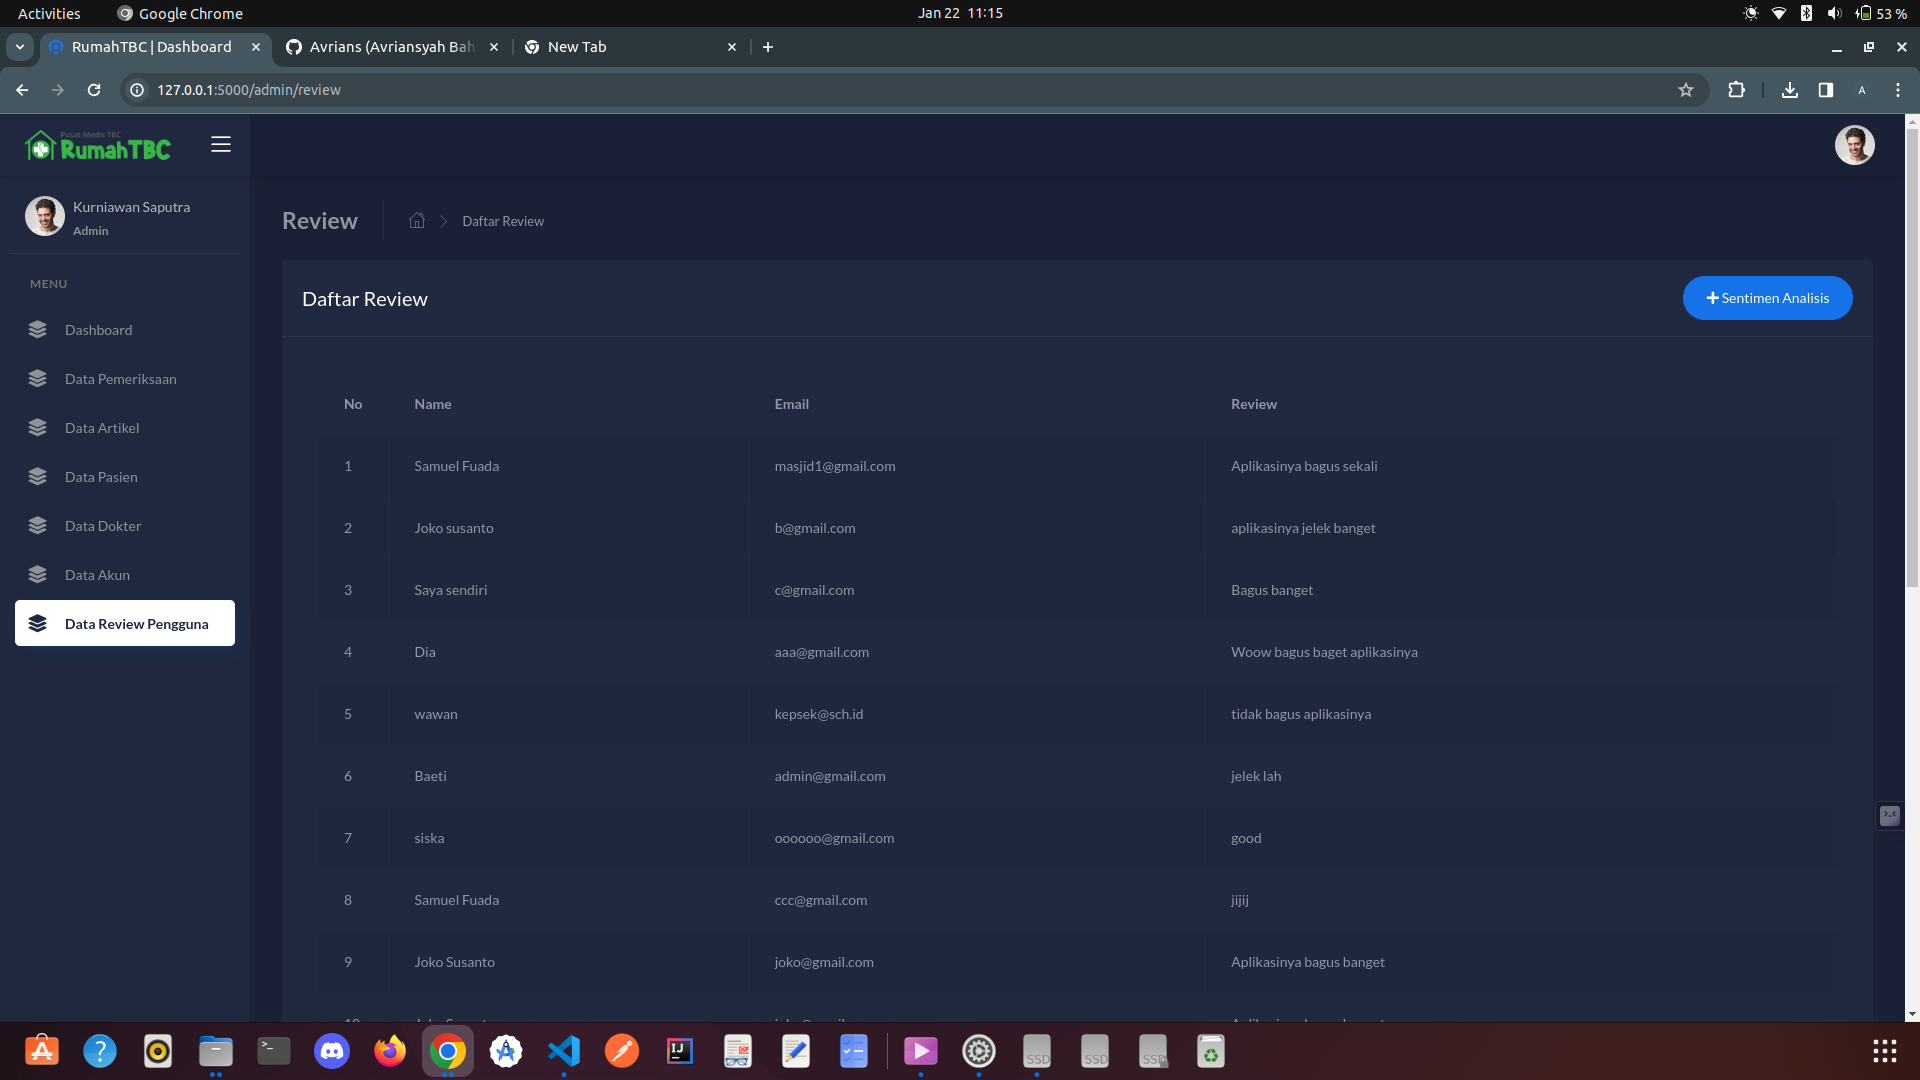 Activities
Google Chrome
Jan 22 11:15
53 %
RumahTBC | Dashboard
Avrians (Avriansyah Bah
New Tab
127.0.0.1:5000/admin/review
A
Pusat Medis TBC
RumahTBC
Kurniawan Saputra
Admin
MENU
Dashboard
Data Pemeriksaan
Data Artikel
Data Pasien
Data Dokter
Data Akun
Data Review Pengguna
Review
Daftar Review
Daftar Review
Sentimen Analisis
No Name Email Review
1 Samuel Fuada masjid1@gmail.com Aplikasinya bagus sekali
2 Joko susanto b@gmail.com aplikasinya jelek banget
3 Saya sendiri c@gmail.com Bagus banget
4 Dia aaa@gmail.com Woow bagus baget aplikasinya
5 wawan kepsek@sch.id tidak bagus aplikasinya
6 Baeti admin@gmail.com jelek lah
7 siska oooooo@gmail.com good
8 Samuel Fuada ccc@gmail.com jijij
9 Joko Susanto joko@gmail.com Aplikasinya bagus banget
SSD
SSD
SSD